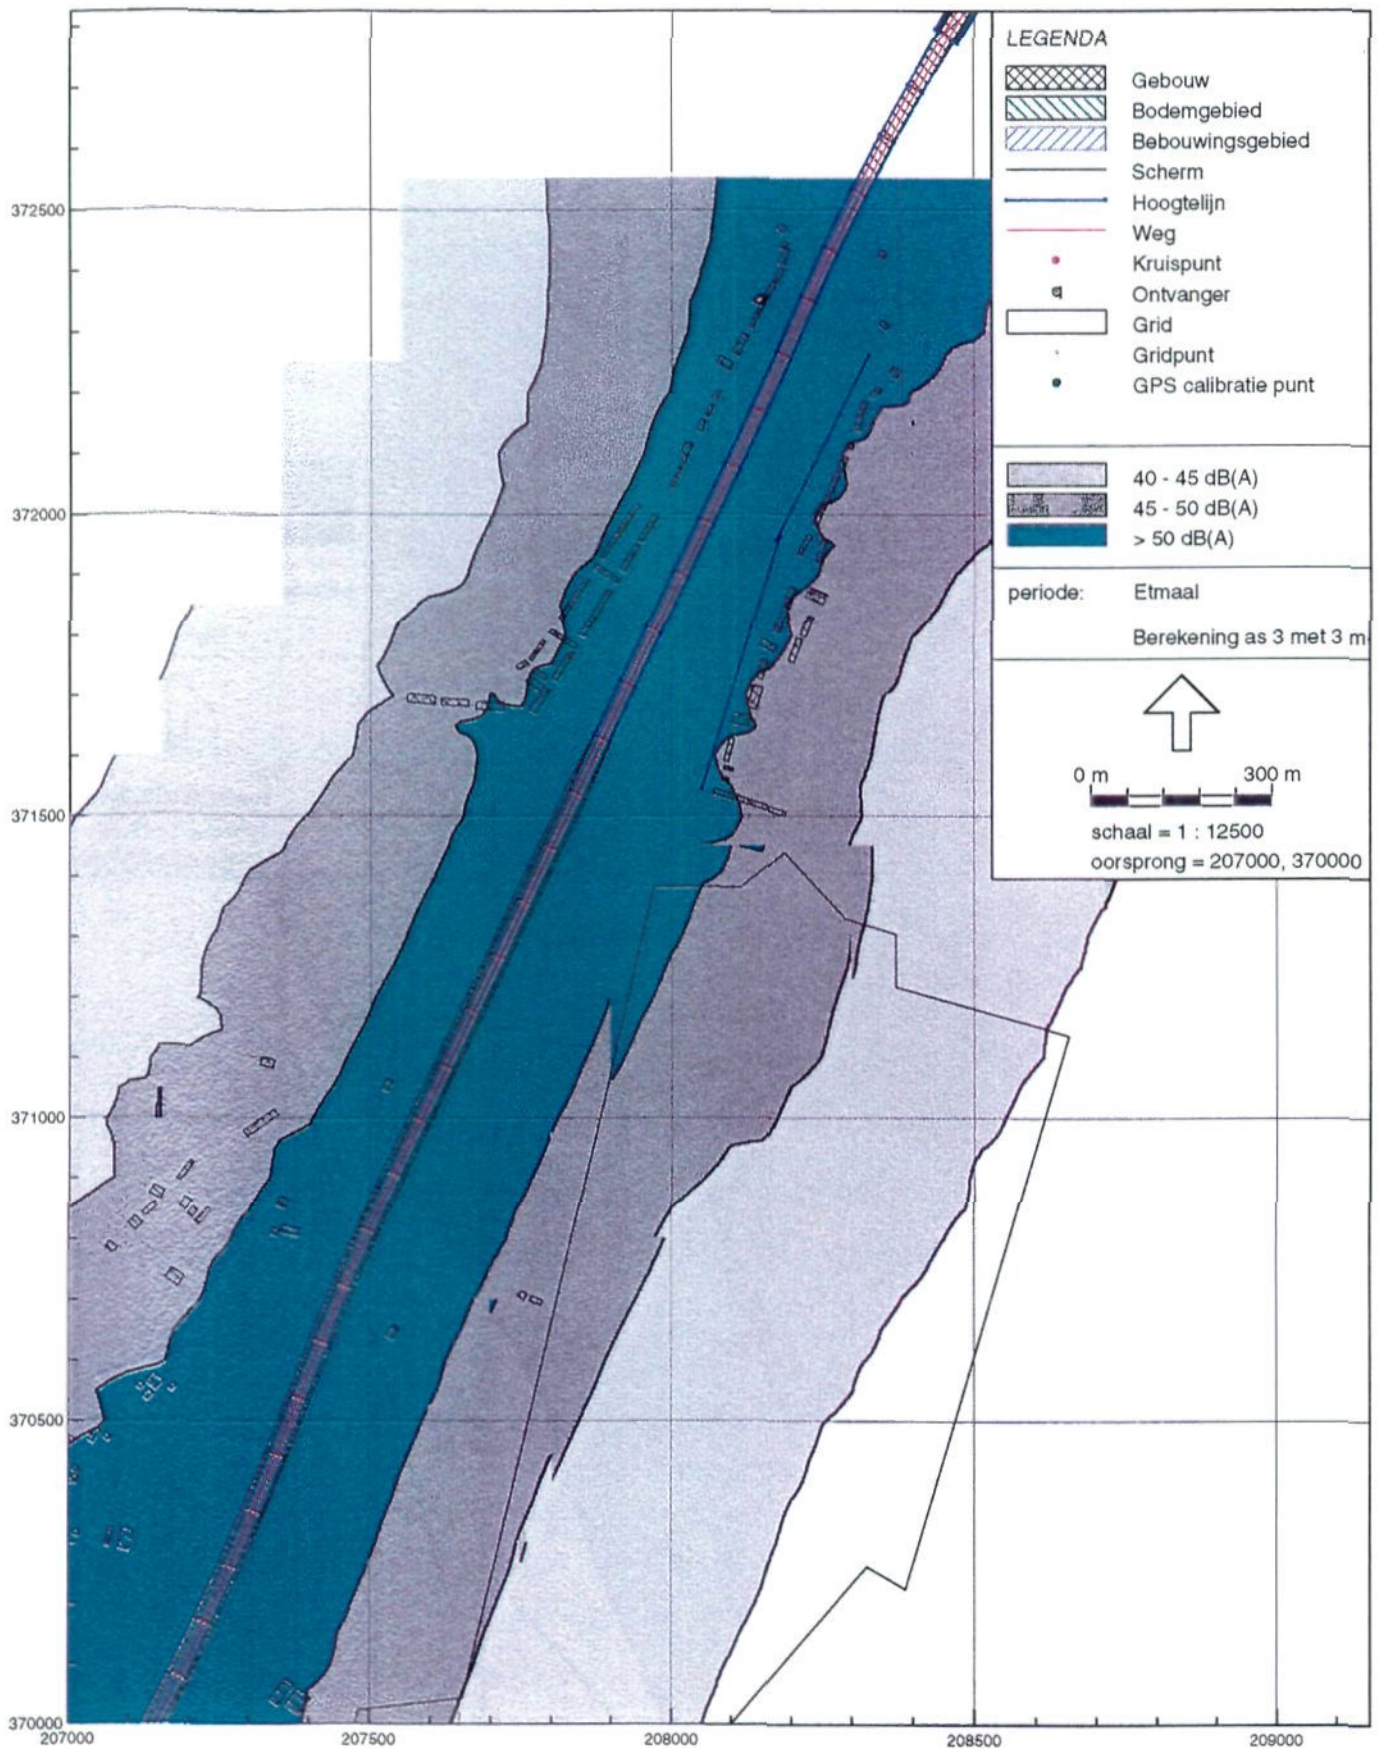 LEGENDA
Gebouw
Bodemgebied
Bebouwingsgebied
Scherm
Hoogtelijn
Weg
Kruispunt
Ontvanger
Grid
Gridpunt
GPS calibratie punt
40 - 45 dB(A)
45 - 50 dB(A)
> 50 dB(A)
periode: Etmaal
Berekening as 3 met 3 m
0 m 300 m
schaal = 1 : 12500
oorsprong = 207000, 370000
372500
372000
371500
371000
370500
370000
207000 207500 208000 208500 209000